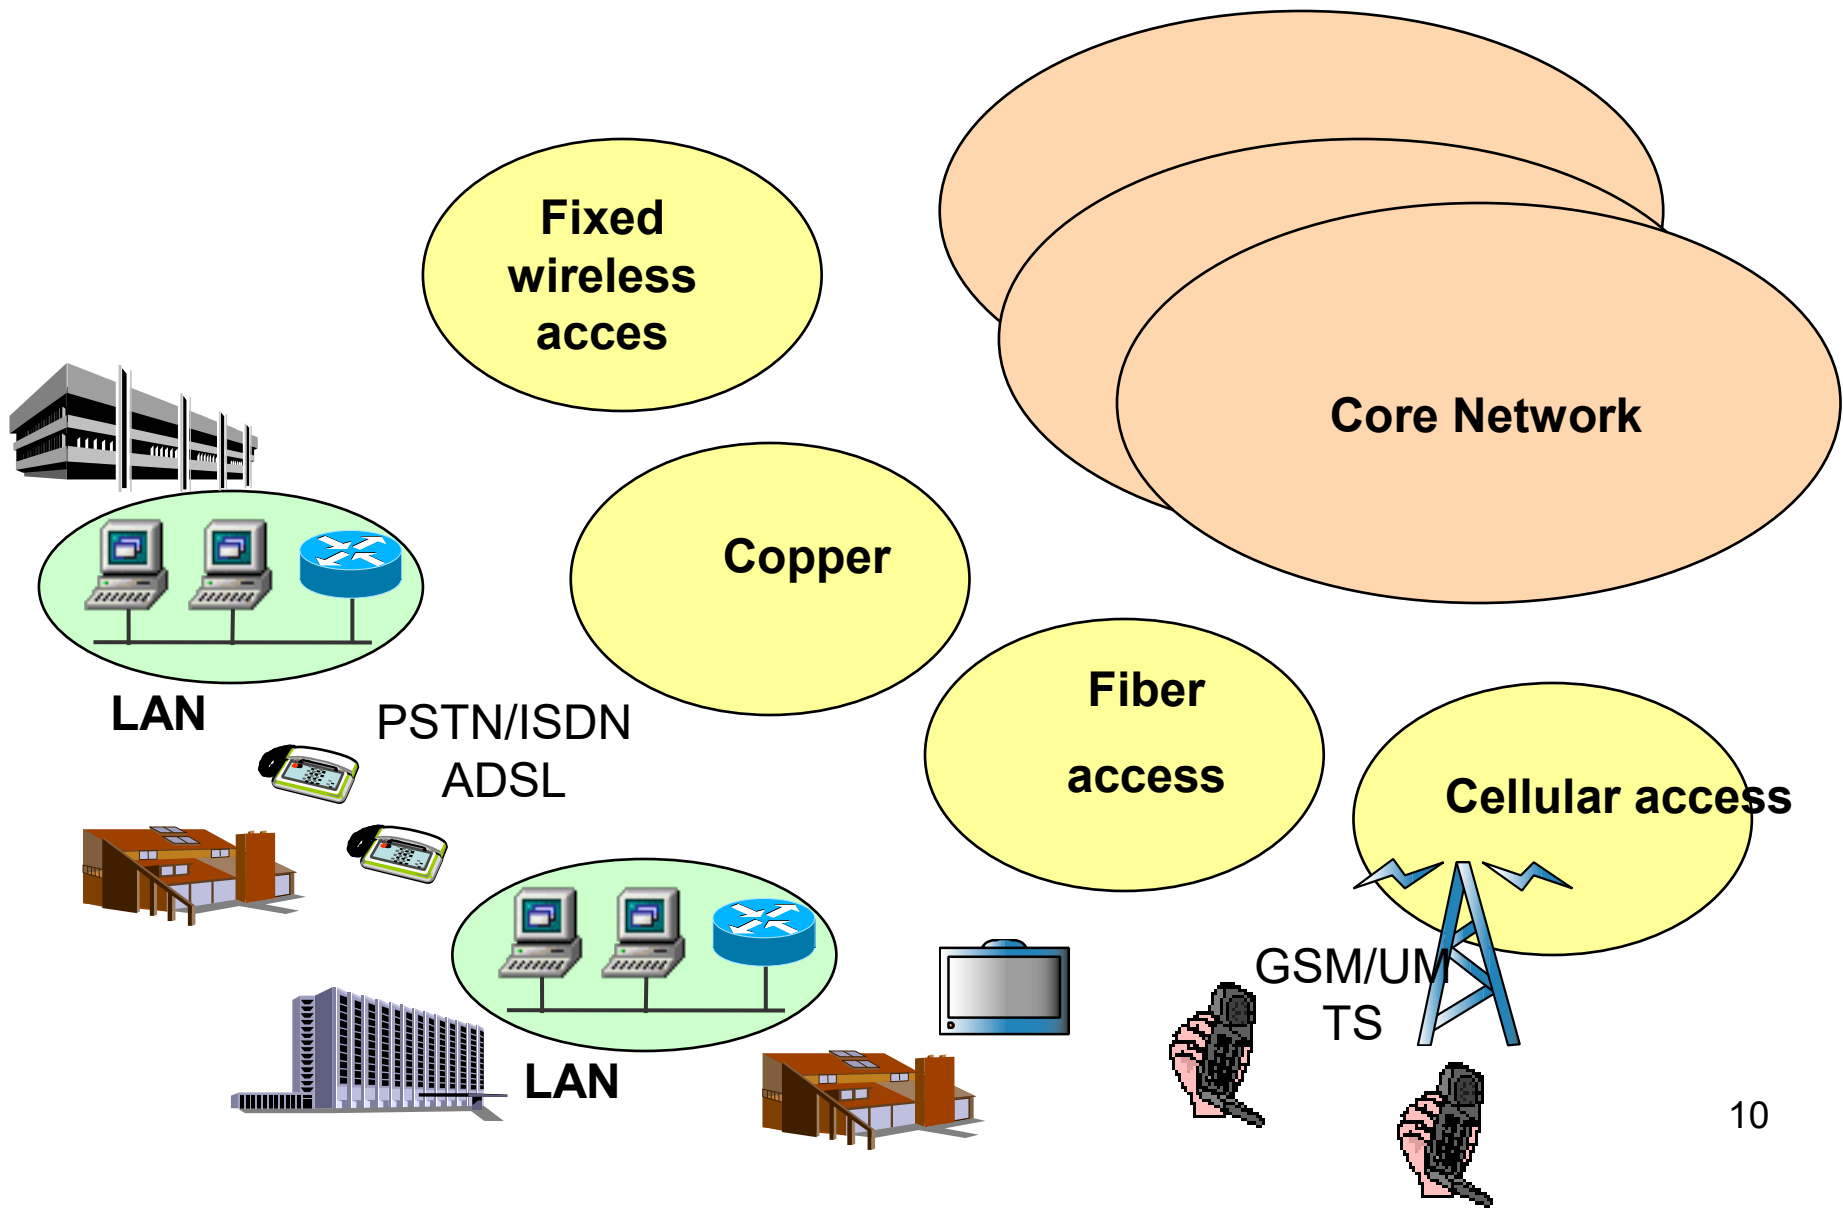 Fixed
wireless
acces
Core Network
Copper
LAN
PSTN/ISDN
ADSL
Fiber
access
Cellular access
GSM/UM
TS
LAN
10